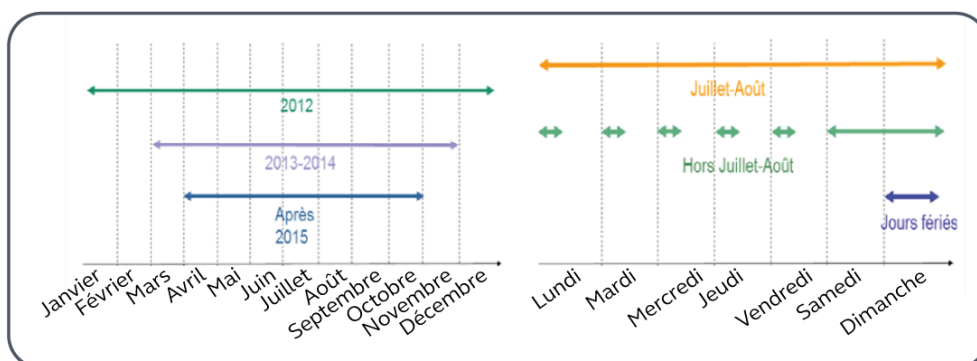 2012
2013-2014
Après
2015
Janvier
Février
Mars
Avril
Mai
Juin
Juillet
Août
Septembre
Octobre
Novembre
Décembre
Juillet-Août
Hors Juillet-Août
Jours fériés
Lundi
Mardi
Mercredi
Jeudi
Vendredi
Samedi
Dimanche